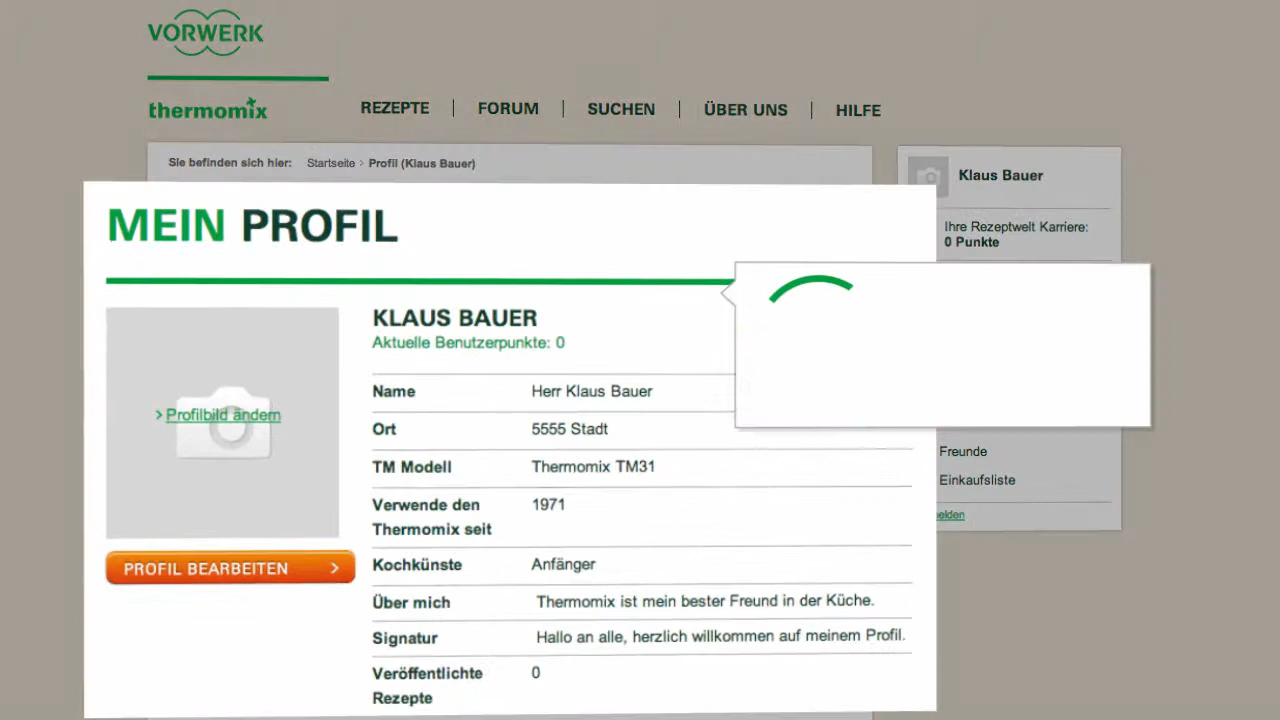 VORWERK
thermomix
REZEPTE
FORUM
SUCHEN
ÜBER UNS
HILFE
Sie befinden sich hier: Startseite > Profil (Klaus Bauer)
Klaus Bauer
Ihre Rezeptwelt Karriere:
0 Punkte
MEIN PROFIL
KLAUS BAUER
Aktuelle Benutzerpunkte: 0
> Profilbild ändern
PROFIL BEARBEITEN >
Name Herr Klaus Bauer
Ort 5555 Stadt
TM Modell Thermomix TM31
Verwende den 1971
Thermomix seit
Kochkünste Anfänger
Über mich Thermomix ist mein bester Freund in der Küche.
Signatur Hallo an alle, herzlich willkommen auf meinem Profil.
Veröffentlichte 0
Rezepte
Freunde
Einkaufsliste
elden